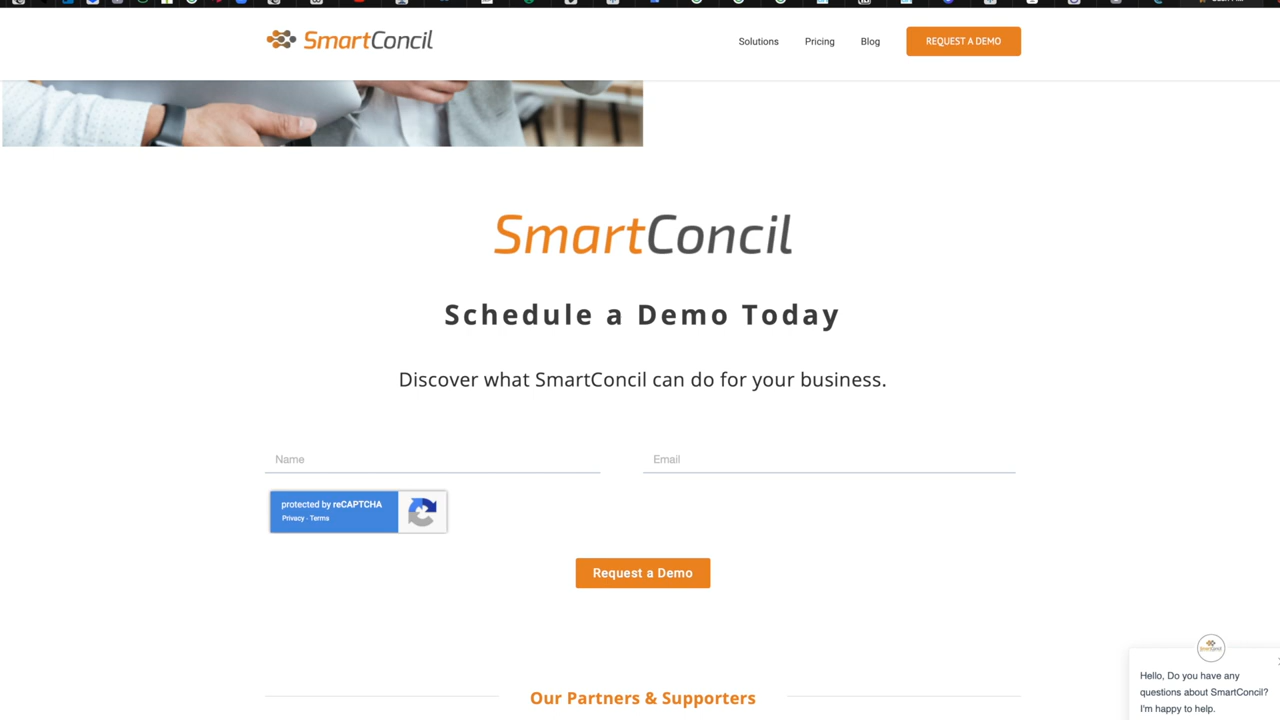 SmartConcil
Solutions
Pricing
Blog
REQUEST A DEMO
SmartConcil
Schedule a Demo Today
Discover what SmartConcil can do for your business.
Name
Email
protected by reCAPTCHA
Privacy - Terms
Request a Demo
Our Partners & Supporters
Hello, Do you have any
questions about SmartConcil?
I'm happy to help.